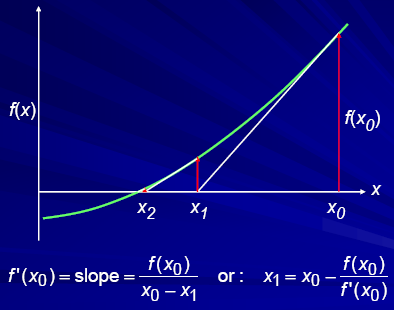 f(x)
f(x₀)
x
x₂ x₁ x₀
f'(x₀) = slope = f(x₀) / (x₀ – x₁) or : x₁ = x₀ – f(x₀) / f'(x₀)